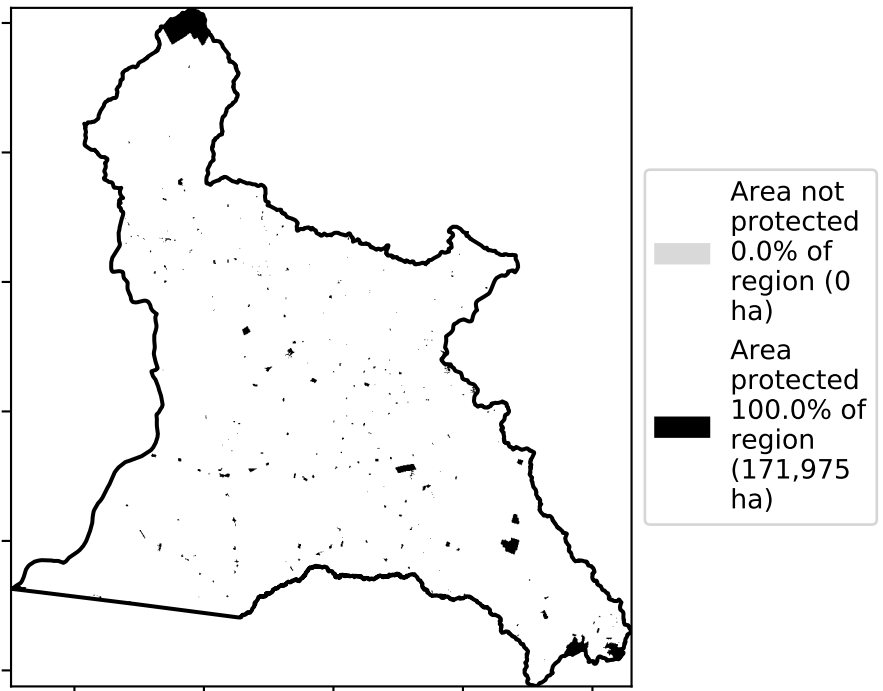 Area not
protected
0.0% of
region (0
ha)
Area
protected
100.0% of
region
(171,975
ha)